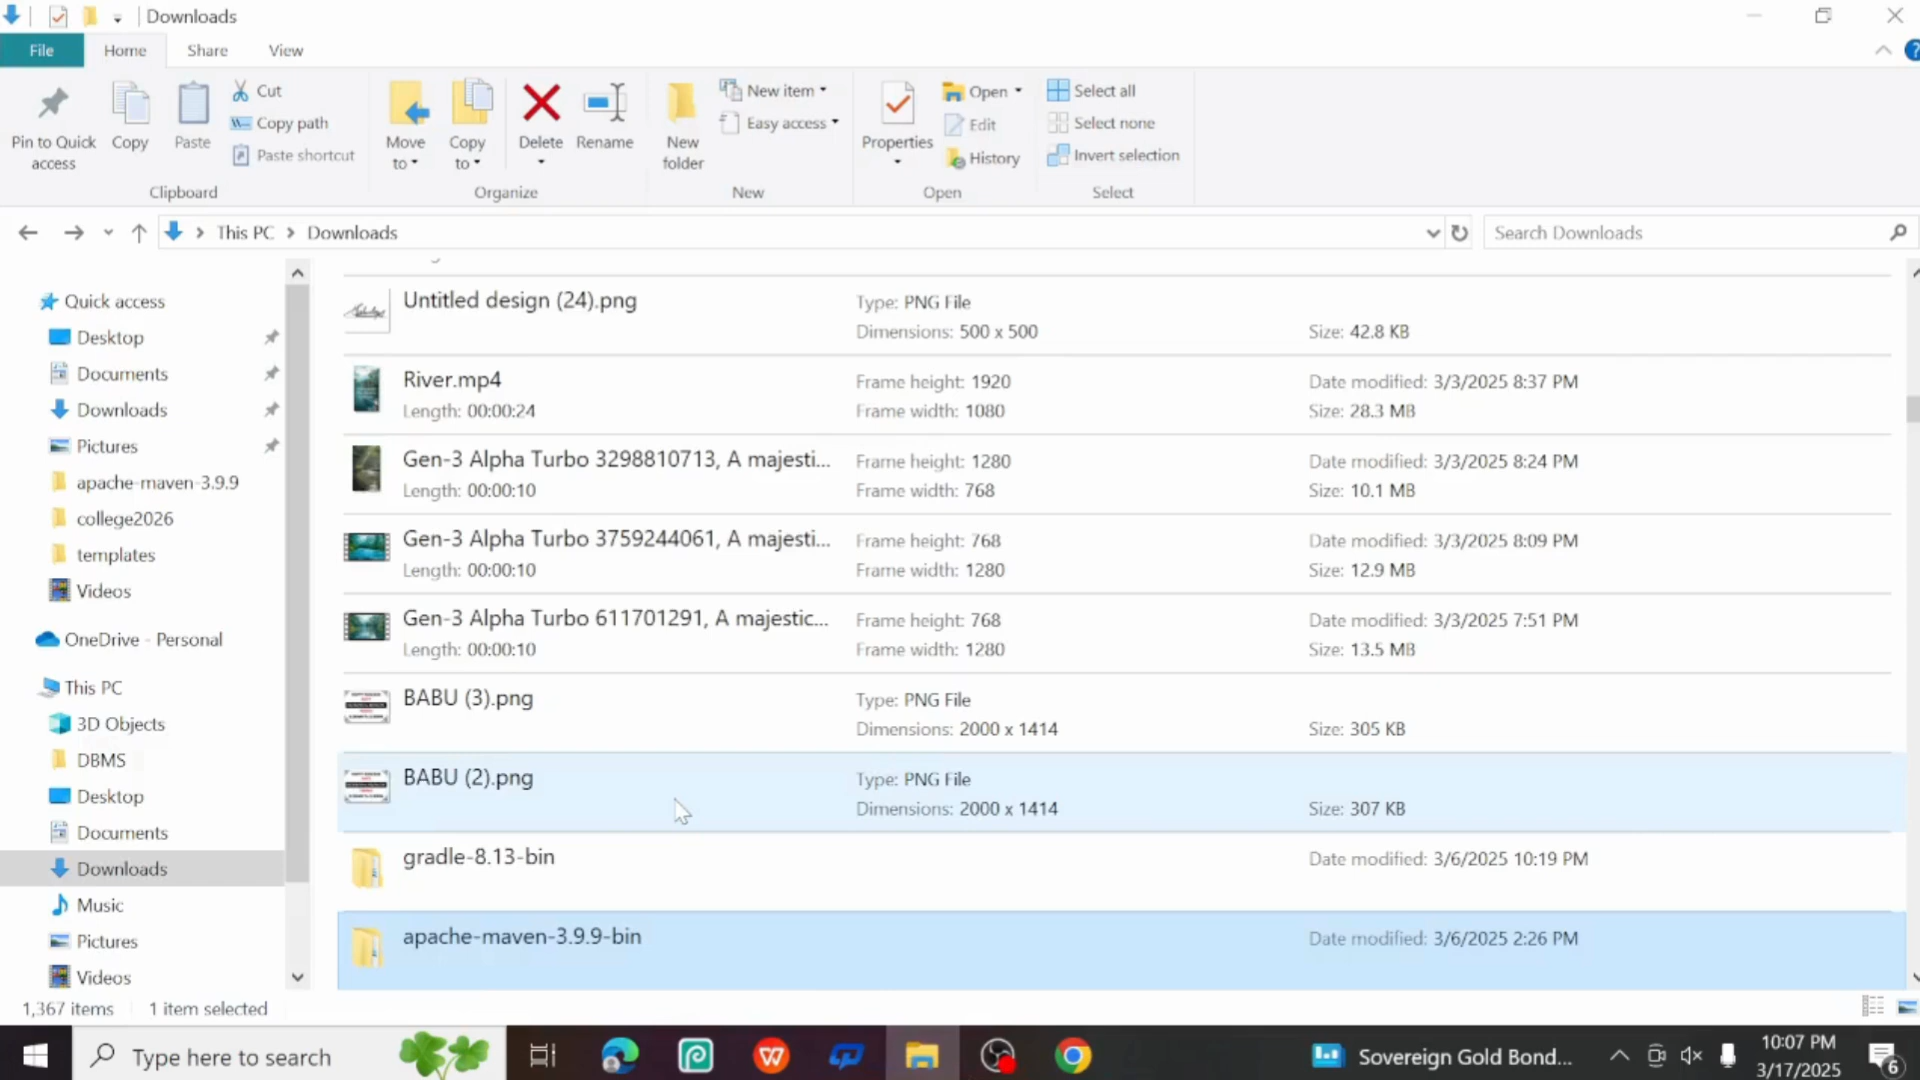 Downloads
File Home Share View
Pin to Quick access
Copy
Paste
Cut
Copy path
Paste shortcut
Clipboard
Move to
Copy to
Delete
Rename
Organize
New folder
New item
Easy access
New
Properties
Open
Edit
History
Open
Select all
Select none
Invert selection
Select
This PC Downloads
Search Downloads
Quick access
Desktop
Documents
Downloads
Pictures
apache-maven-3.9.9
college2026
templates
Videos
OneDrive - Personal
This PC
3D Objects
DBMS
Desktop
Documents
Downloads
Music
Pictures
Videos
Untitled design (24).png Type: PNG File
Dimensions: 500 x 500 Size: 42.8 KB
River.mp4 Frame height: 1920 Date modified: 3/3/2025 8:37 PM
Length: 00:00:24 Frame width: 1080 Size: 28.3 MB
Gen-3 Alpha Turbo 3298810713, A majesti... Frame height: 1280 Date modified: 3/3/2025 8:24 PM
Length: 00:00:10 Frame width: 768 Size: 10.1 MB
Gen-3 Alpha Turbo 3759244061, A majesti... Frame height: 768 Date modified: 3/3/2025 8:09 PM
Length: 00:00:10 Frame width: 1280 Size: 12.9 MB
Gen-3 Alpha Turbo 611701291, A majestic... Frame height: 768 Date modified: 3/3/2025 7:51 PM
Length: 00:00:10 Frame width: 1280 Size: 13.5 MB
BABU (3).png Type: PNG File
Dimensions: 2000 x 1414 Size: 305 KB
BABU (2).png Type: PNG File
Dimensions: 2000 x 1414 Size: 307 KB
gradle-8.13-bin Date modified: 3/6/2025 10:19 PM
apache-maven-3.9.9-bin Date modified: 3/6/2025 2:26 PM
1,367 items 1 item selected
Type here to search
Sovereign Gold Bond...
10:07 PM
3/17/2025
6